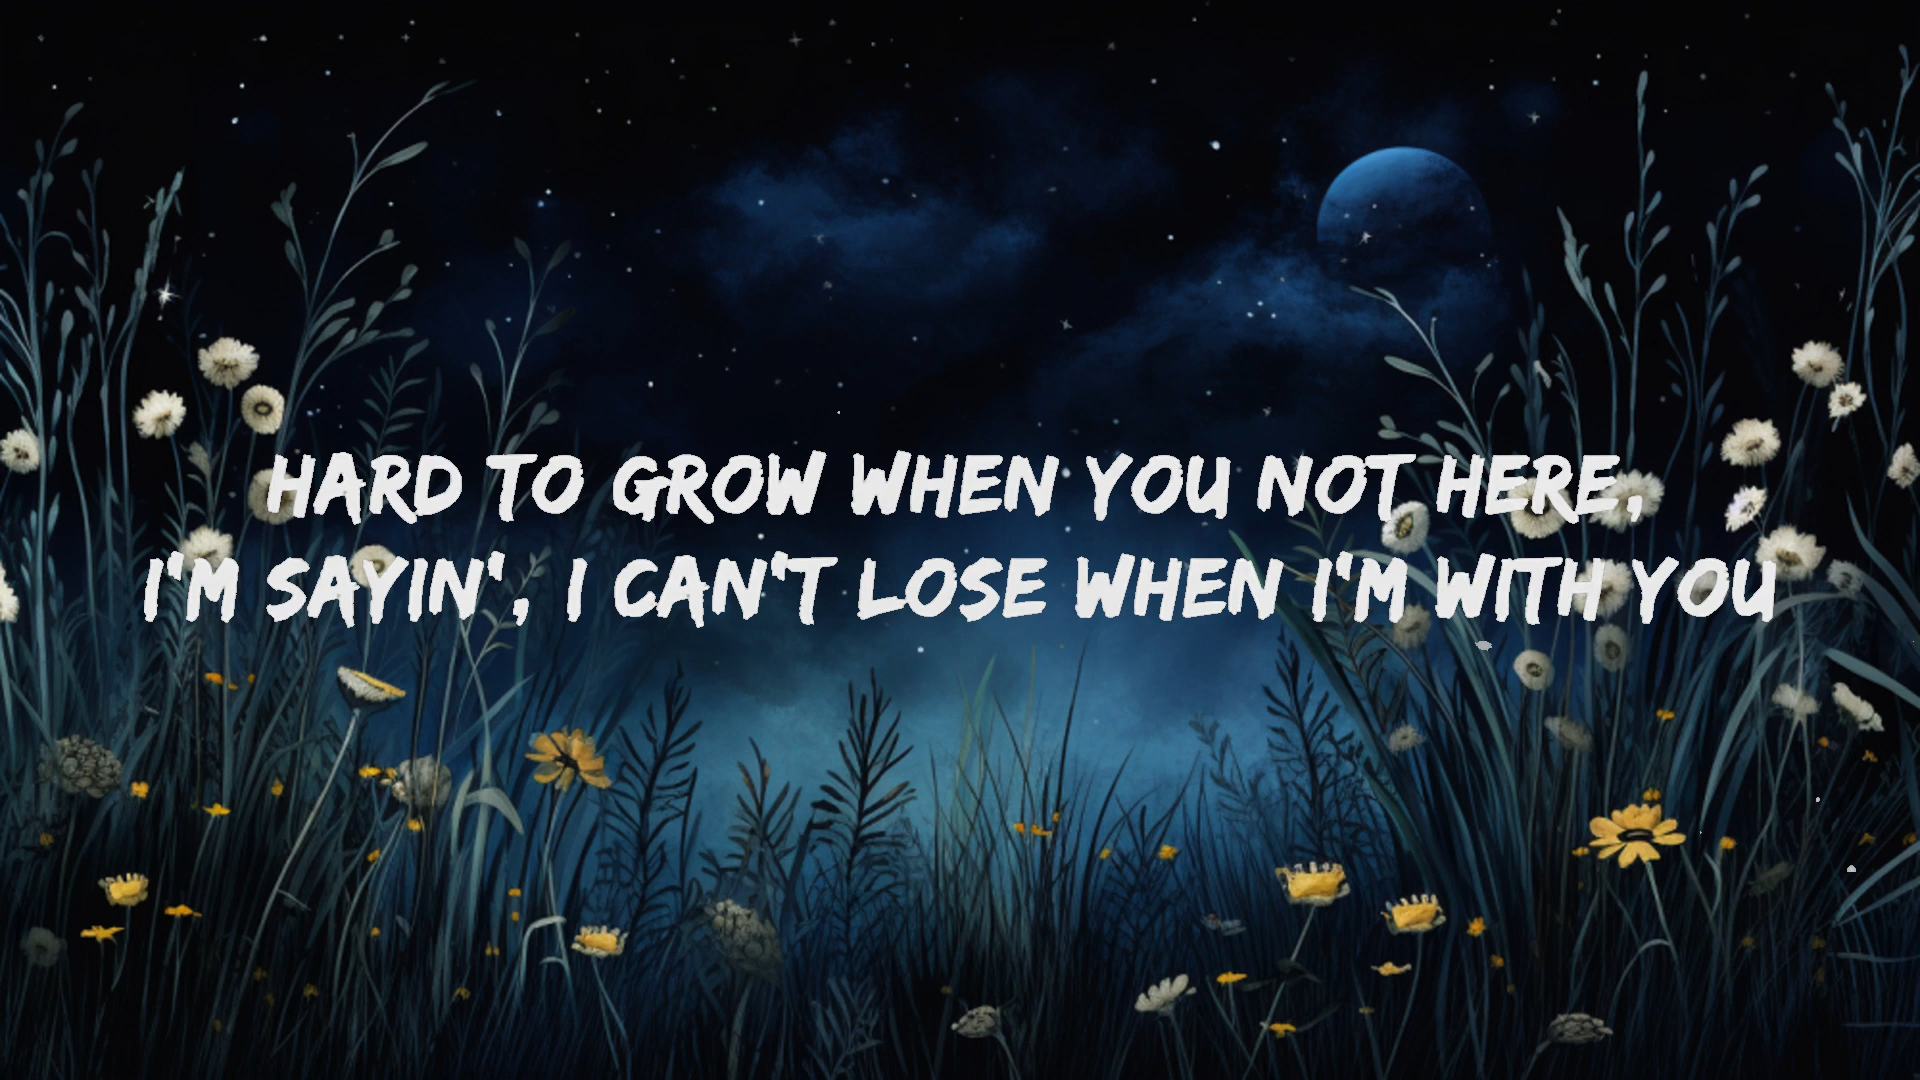 HARD TO GROW WHEN YOU NOT HERE,
I'M SAYIN', I CAN'T LOSE WHEN I'M WITH YOU